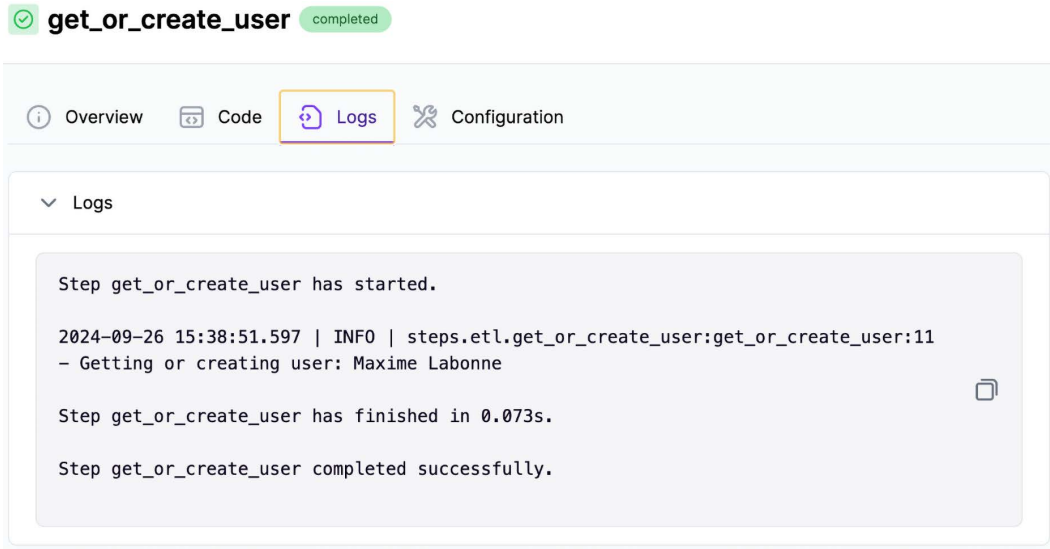 get_or_create_user completed
Overview Code Logs Configuration
Logs
Step get_or_create_user has started.
2024-09-26 15:38:51.597 | INFO | steps.etl.get_or_create_user:get_or_create_user:11
- Getting or creating user: Maxime Labonne
Step get_or_create_user has finished in 0.073s.
Step get_or_create_user completed successfully.